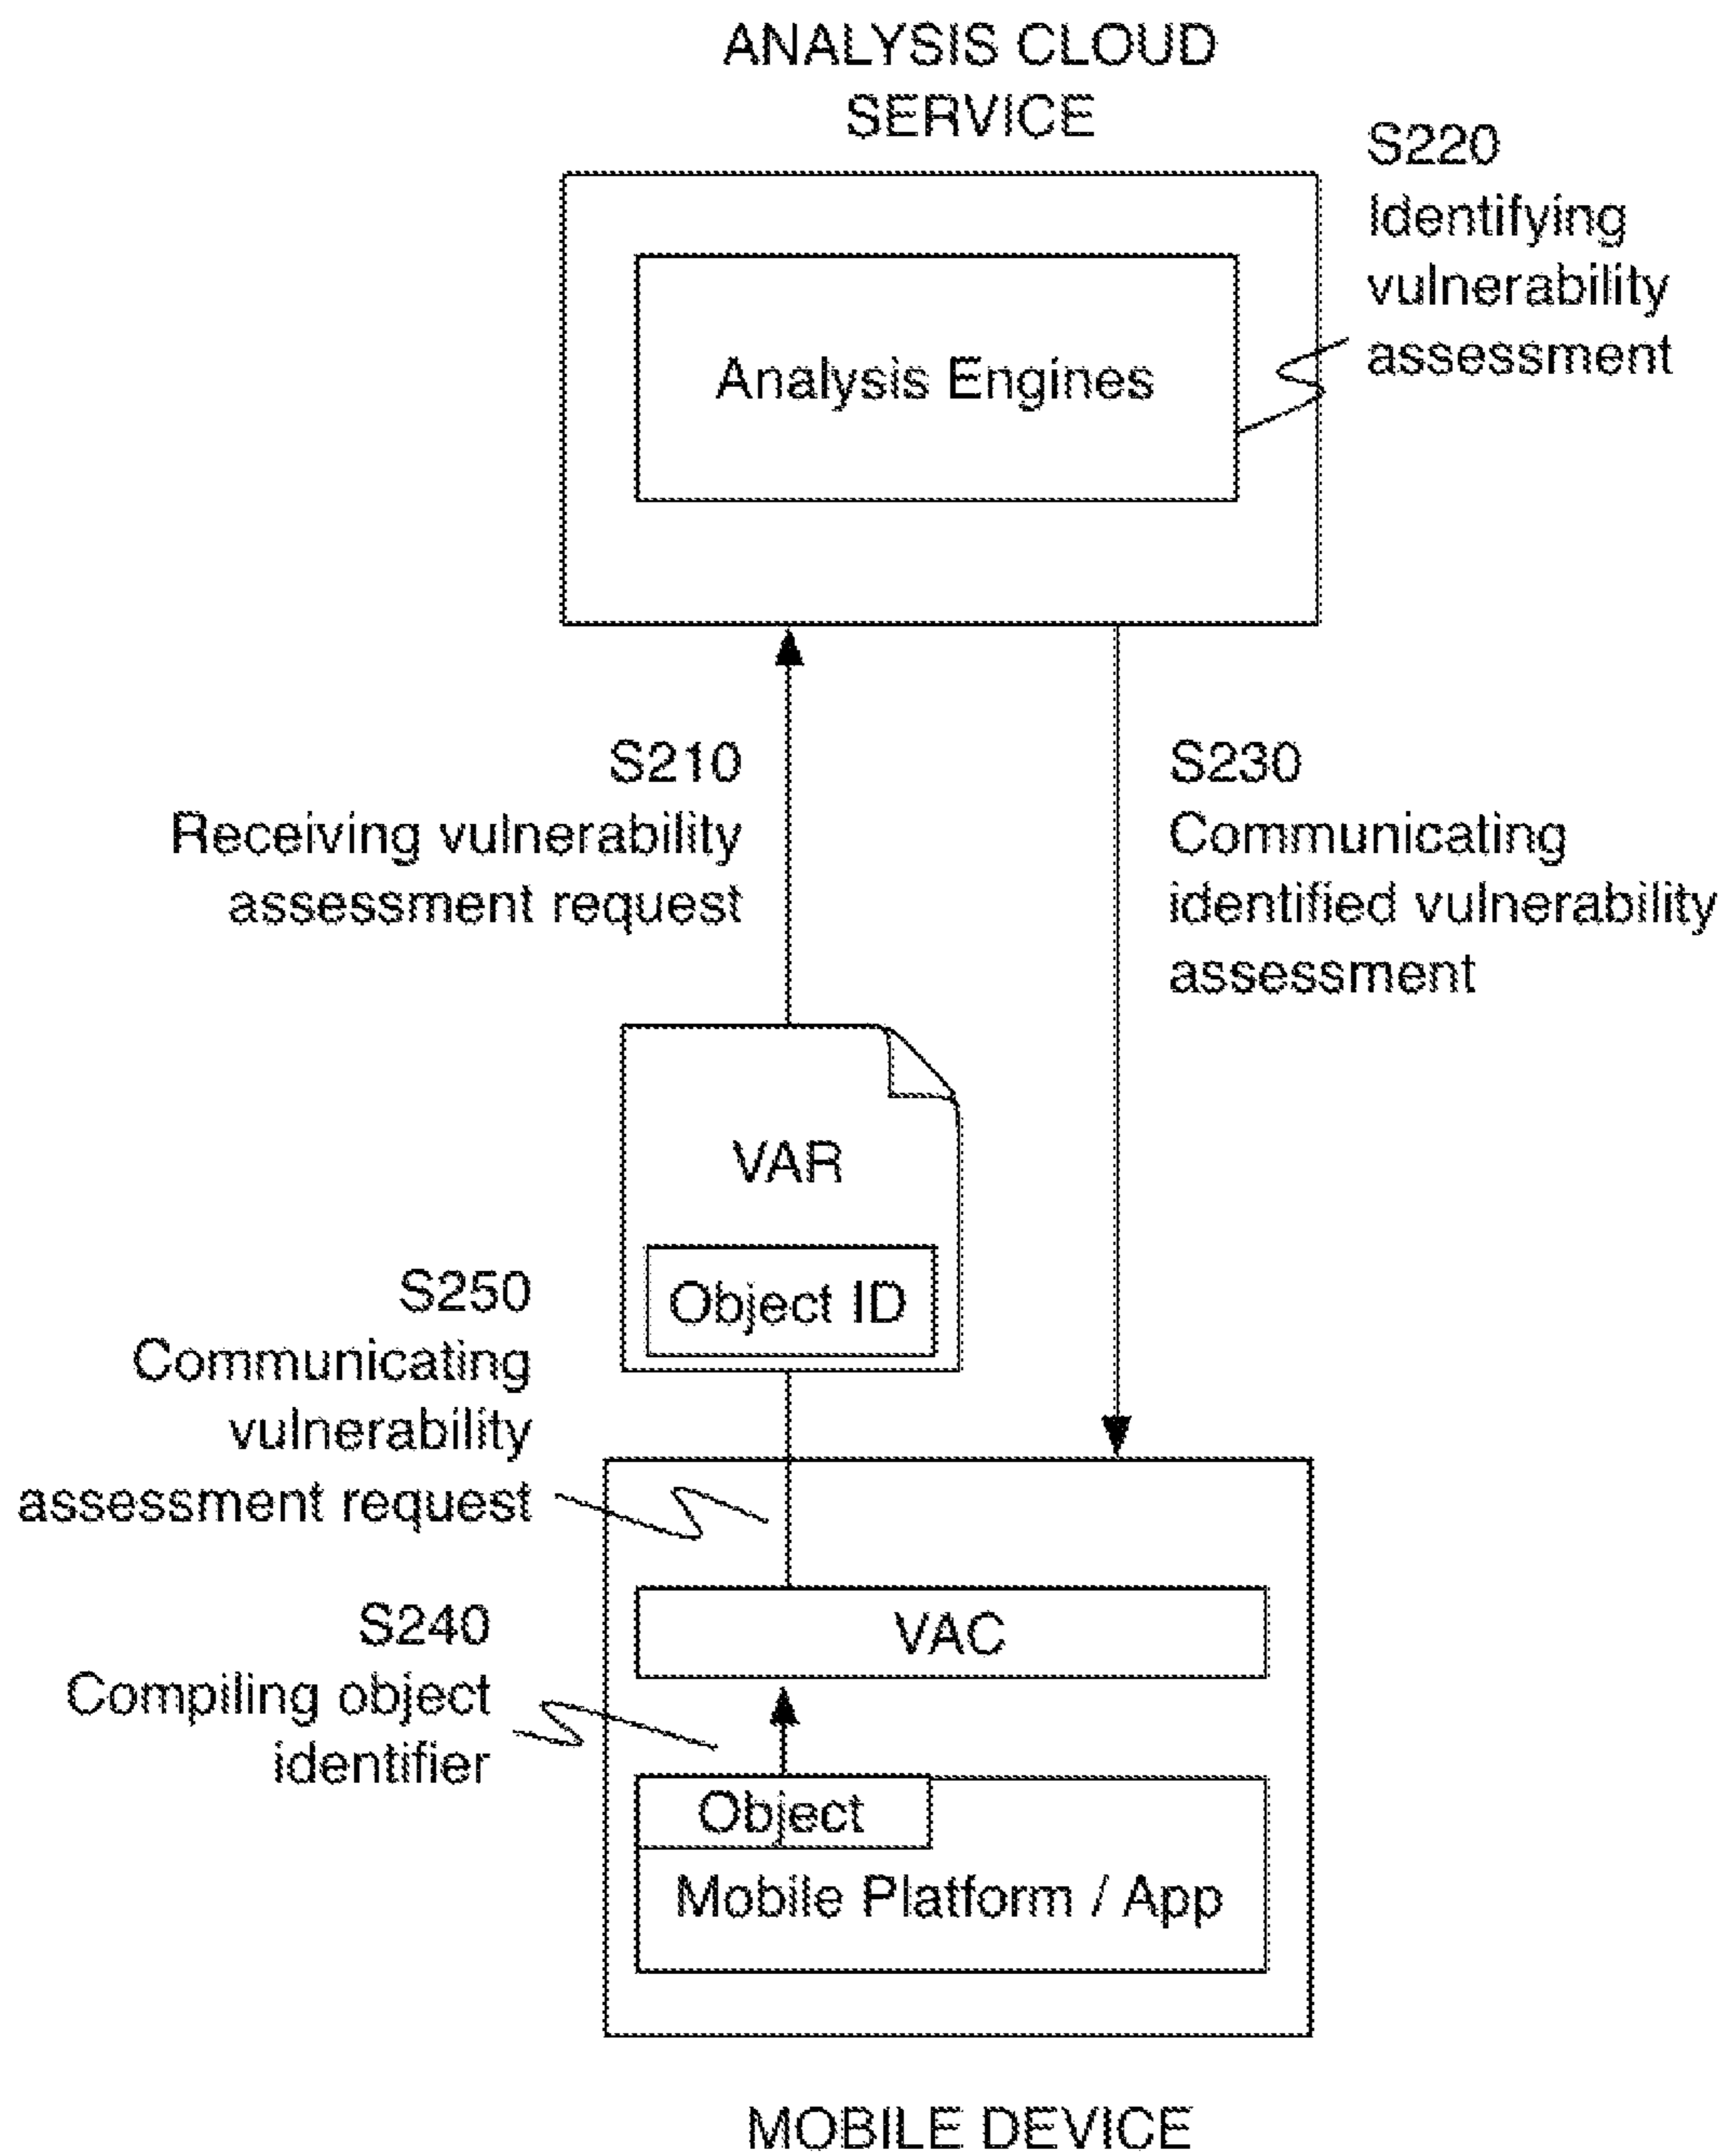 ANALYSIS CLOUD
SERVICE
S220
Identifying
vulnerability
assessment
Analysis Engines
S210
Receiving vulnerability
assessment request
S230
Communicating
identified vulnerability
assessment
VAR
Object ID
S250
Communicating
vulnerability
assessment request
VAC
S240
Compiling object
identifier
Object
Mobile Platform / App
MOBILE DEVICE